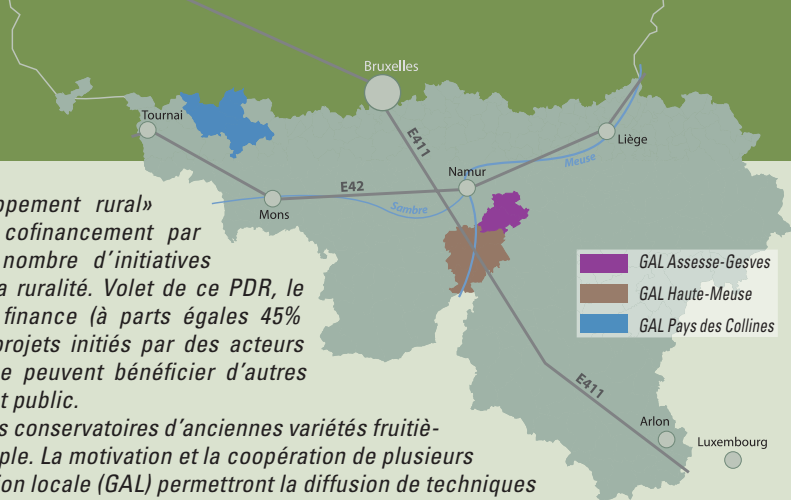 Bruxelles
Tournai
E411
Liège
Meuse
Namur
E42
Mons
Sambre
GAL Assesse-Gesves
GAL Haute-Meuse
GAL Pays des Collines
E411
Arlon
Luxembourg
ppement rural»
cofinancement par
nombre d’initiatives
a ruralité. Volet de ce PDR, le
finance (à parts égales 45%
projets initiés par des acteurs
e peuvent bénéficier d’autres
t public.
s conservatoires d’anciennes variétés fruitiè-
ple. La motivation et la coopération de plusieurs
ion locale (GAL) permettront la diffusion de techniques